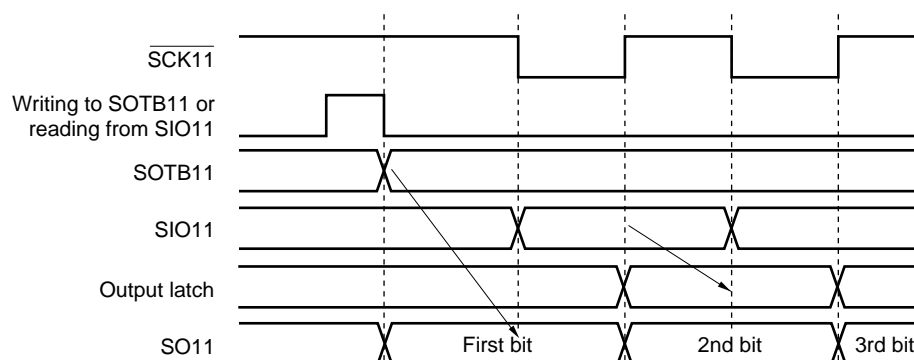 SCK11
Writing to SOTB11 or
reading from SIO11
SOTB11
SIO11
Output latch
SO11
First bit 2nd bit 3rd bit